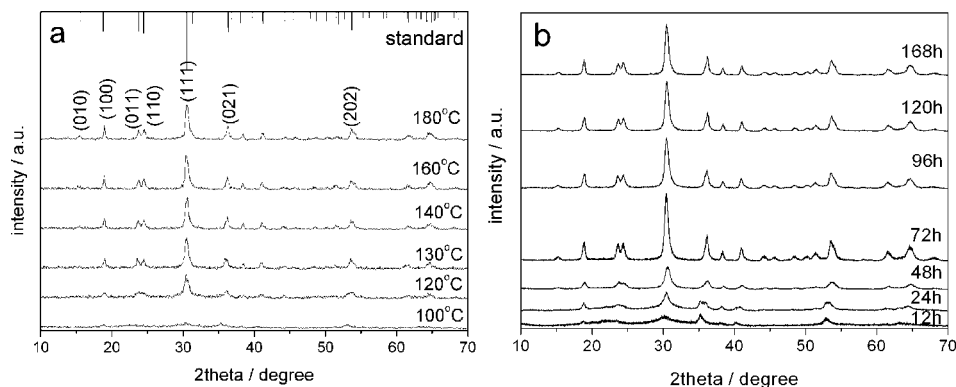 a
standard
(010)
(100)
(011)
(110)
(111)
(021)
(202)
180°C
160°C
140°C
130°C
120°C
100°C
intensity / a.u.
10 20 30 40 50 60 70
2theta / degree
b
168h
120h
96h
72h
48h
24h
12h
intensity / a.u.
10 20 30 40 50 60 70
2theta / degree